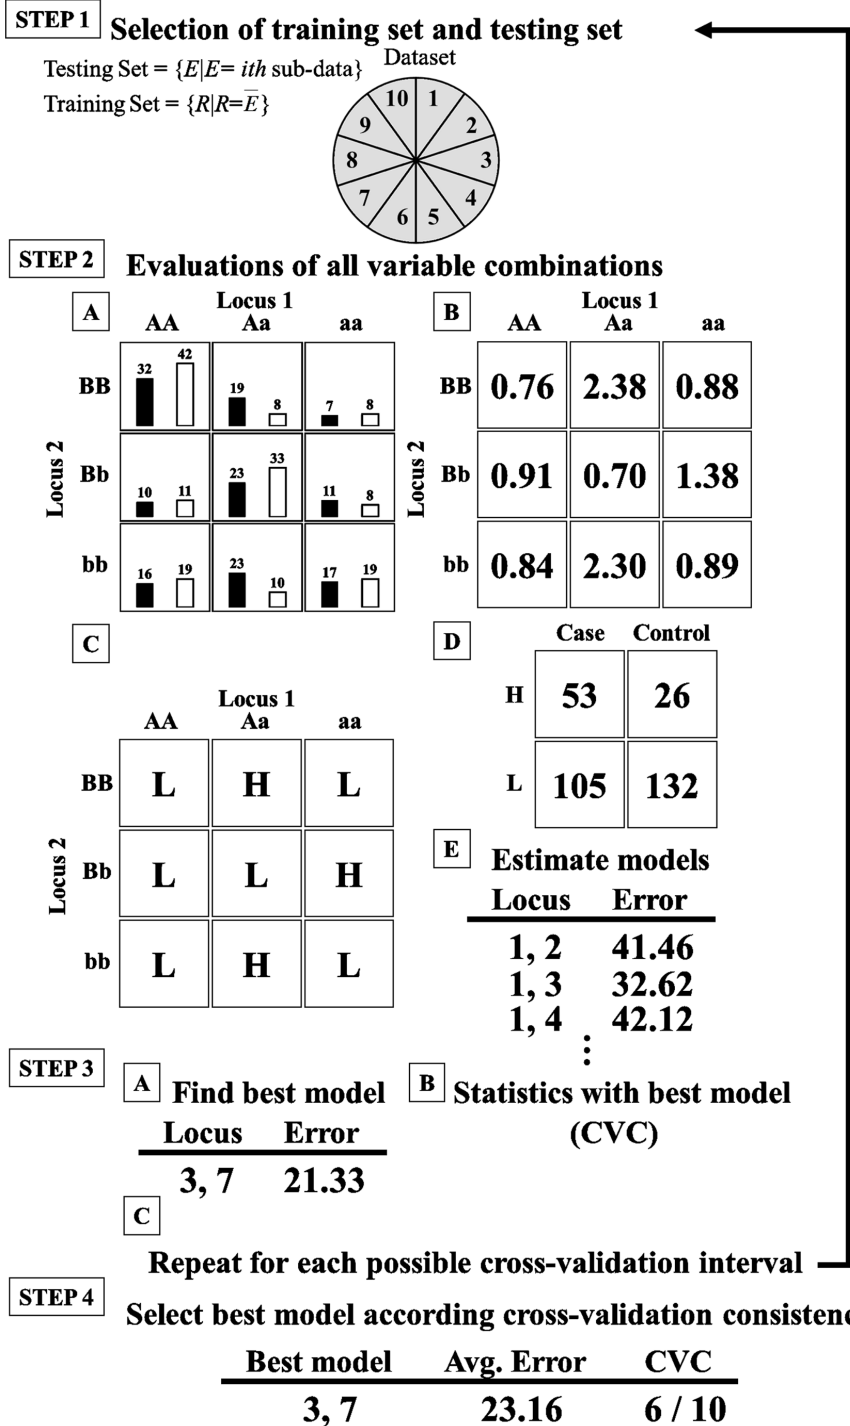 STEP 1 Selection of training set and testing set
Testing Set = {E|E= ith sub-data}
Dataset
Training Set = {R|R=E̅}
10 1
9 2
8 3
7 4
6 5
STEP 2 Evaluations of all variable combinations
A
Locus 1
AA Aa aa
BB 32 42 19 8 7 8
Locus 2
Bb 10 11 23 33 11 8
bb 16 19 23 10 17 19
B
Locus 1
AA Aa aa
BB 0.76 2.38 0.88
Locus 2
Bb 0.91 0.70 1.38
bb 0.84 2.30 0.89
C
Locus 1
AA Aa aa
BB L H L
Locus 2
Bb L L H
bb L H L
D
Case Control
H 53 26
L 105 132
E Estimate models
Locus Error
1, 2 41.46
1, 3 32.62
1, 4 42.12
⋮
STEP 3
A Find best model
Locus Error
3, 7 21.33
B Statistics with best model
(CVC)
C
Repeat for each possible cross-validation interval
STEP 4 Select best model according cross-validation consistenc
Best model Avg. Error CVC
3, 7 23.16 6 / 10